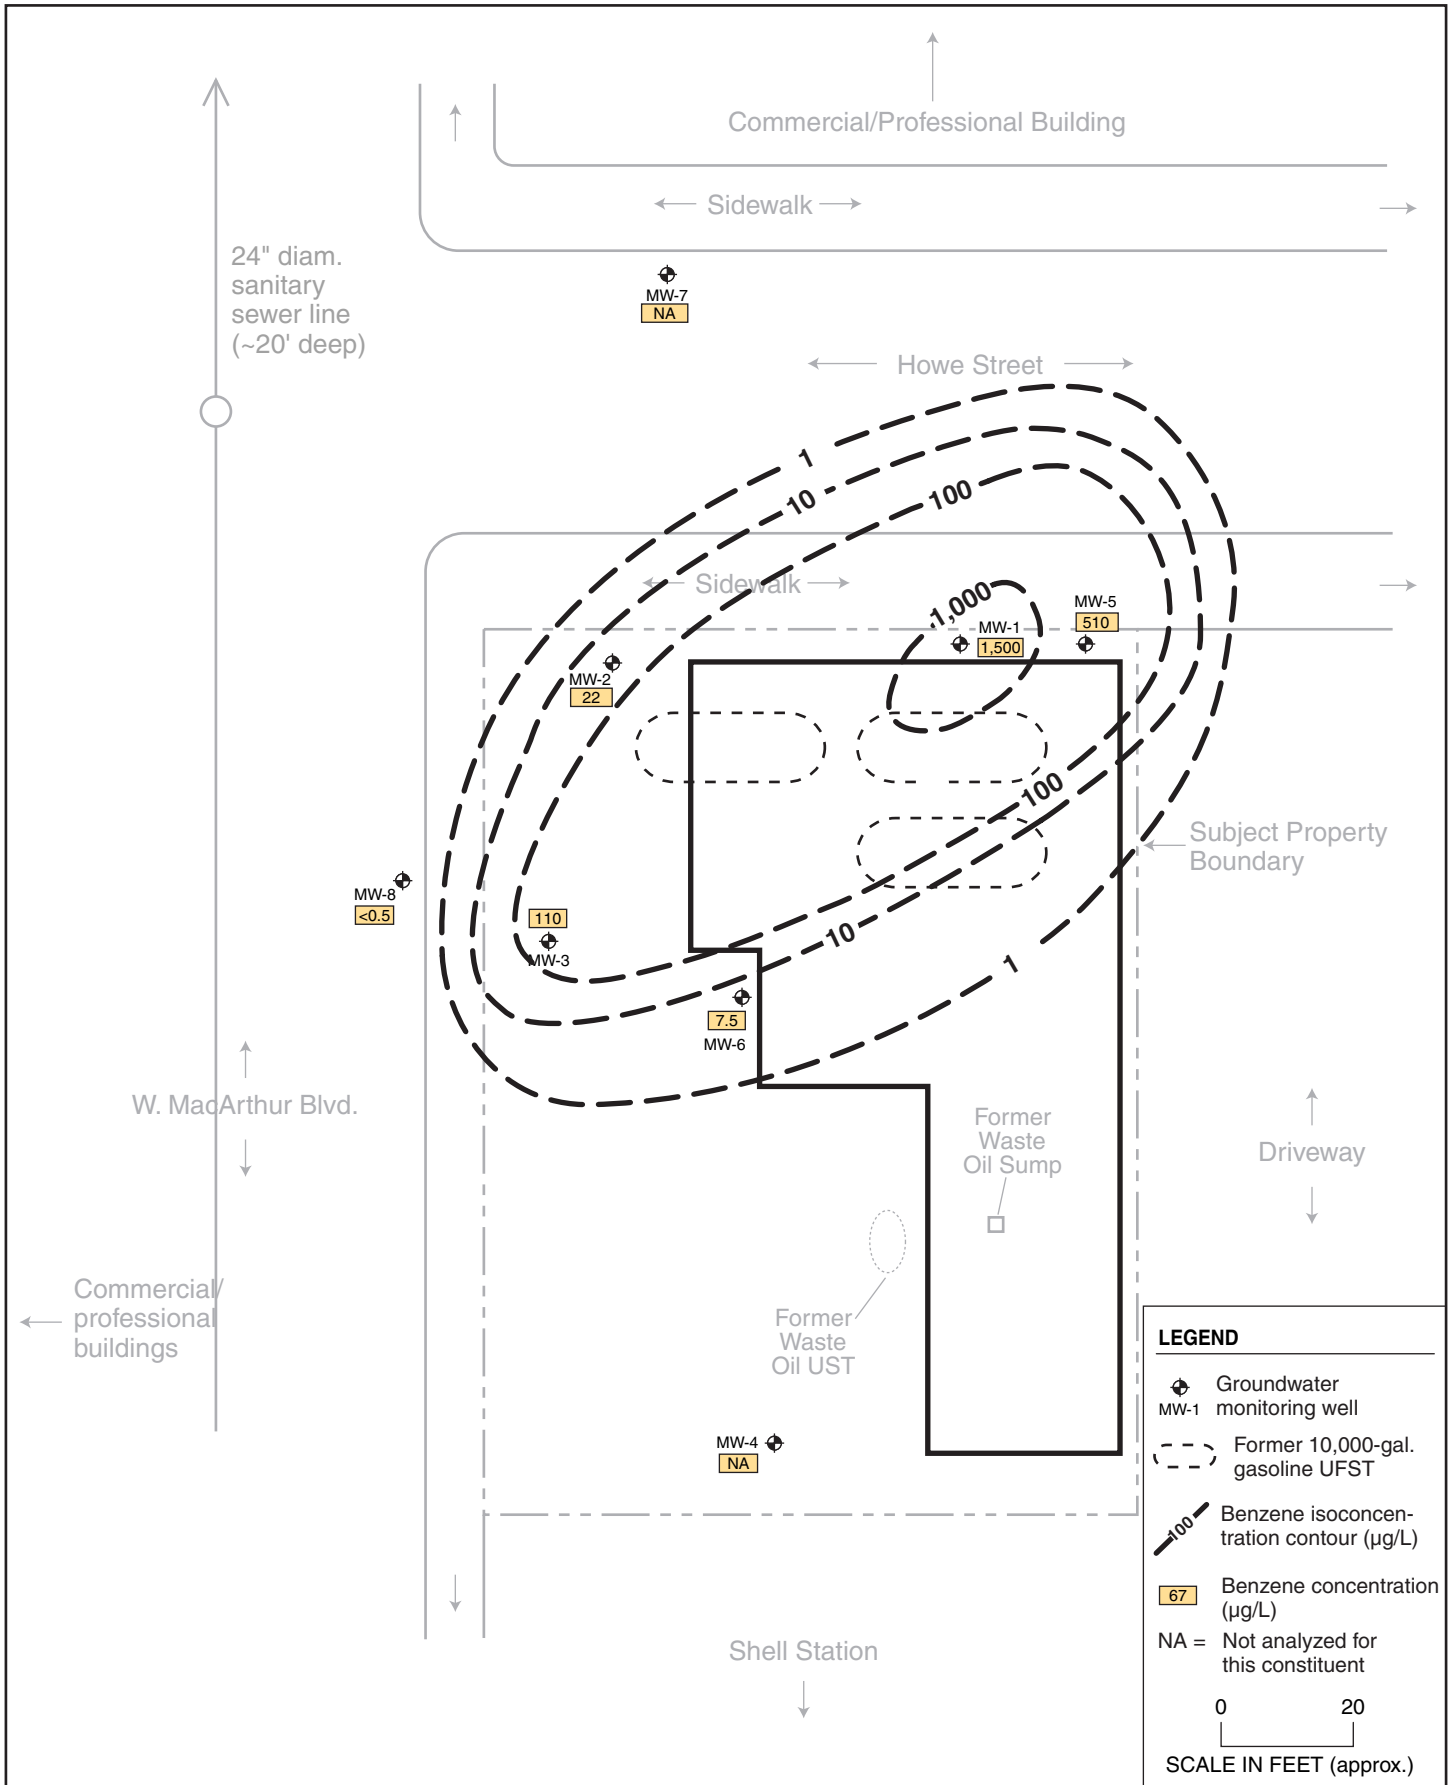 Commercial/Professional Building
Sidewalk
24" diam.
sanitary
sewer line
(~20' deep)
MW-7
NA
Howe Street
1
10
100
Sidewalk
1,000
MW-1
1,500
MW-5
510
MW-2
22
100
Subject Property
Boundary
MW-8
<0.5
110
MW-3
10
1
7.5
MW-6
W. MacArthur Blvd.
Former
Waste
Oil Sump
Driveway
Commercial/
professional
buildings
Former
Waste
Oil UST
MW-4
NA
Shell Station
LEGEND
MW-1
Groundwater
monitoring well
Former 10,000-gal.
gasoline UFST
100
Benzene isoconcen-
tration contour (µg/L)
67
Benzene concentration
(µg/L)
NA = Not analyzed for
this constituent
0 20
SCALE IN FEET (approx.)